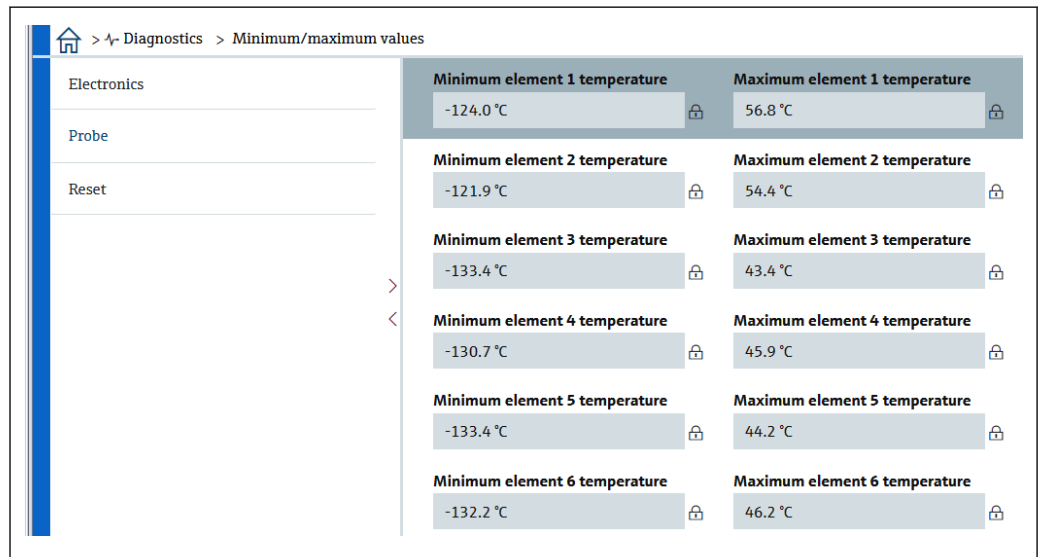 > Diagnostics > Minimum/maximum values
Electronics
Probe
Reset
Minimum element 1 temperature Maximum element 1 temperature
-124.0 °C 56.8 °C
Minimum element 2 temperature Maximum element 2 temperature
-121.9 °C 54.4 °C
Minimum element 3 temperature Maximum element 3 temperature
-133.4 °C 43.4 °C
Minimum element 4 temperature Maximum element 4 temperature
-130.7 °C 45.9 °C
Minimum element 5 temperature Maximum element 5 temperature
-133.4 °C 44.2 °C
Minimum element 6 temperature Maximum element 6 temperature
-132.2 °C 46.2 °C